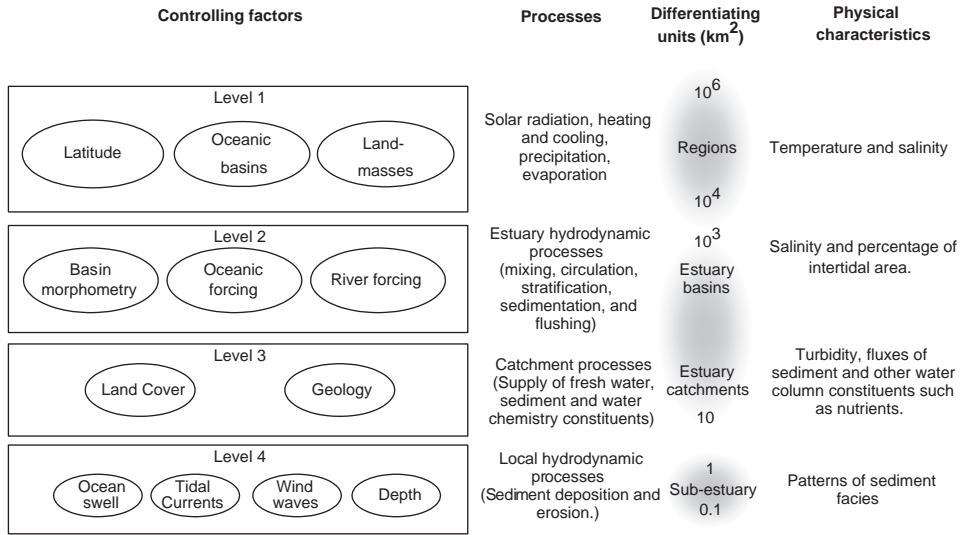 Controlling factors
Processes
Differentiating
units (km2)
Physical
characteristics
Level 1
Latitude
Oceanic
basins
Land-
masses
Solar radiation, heating
and cooling,
precipitation,
evaporation
10^6
Regions
10^4
Temperature and salinity
Level 2
Basin
morphometry
Oceanic
forcing
River forcing
Estuary hydrodynamic
processes
(mixing, circulation,
stratification,
sedimentation, and
flushing)
10^3
Estuary
basins
Salinity and percentage of
intertidal area.
Level 3
Land Cover
Geology
Catchment processes
(Supply of fresh water,
sediment and water
chemistry constituents)
Estuary
catchments
10
Turbidity, fluxes of
sediment and other water
column constituents such
as nutrients.
Level 4
Ocean
swell
Tidal
Currents
Wind
waves
Depth
Local hydrodynamic
processes
(Sediment deposition and
erosion.)
1
Sub-estuary
0.1
Patterns of sediment
facies